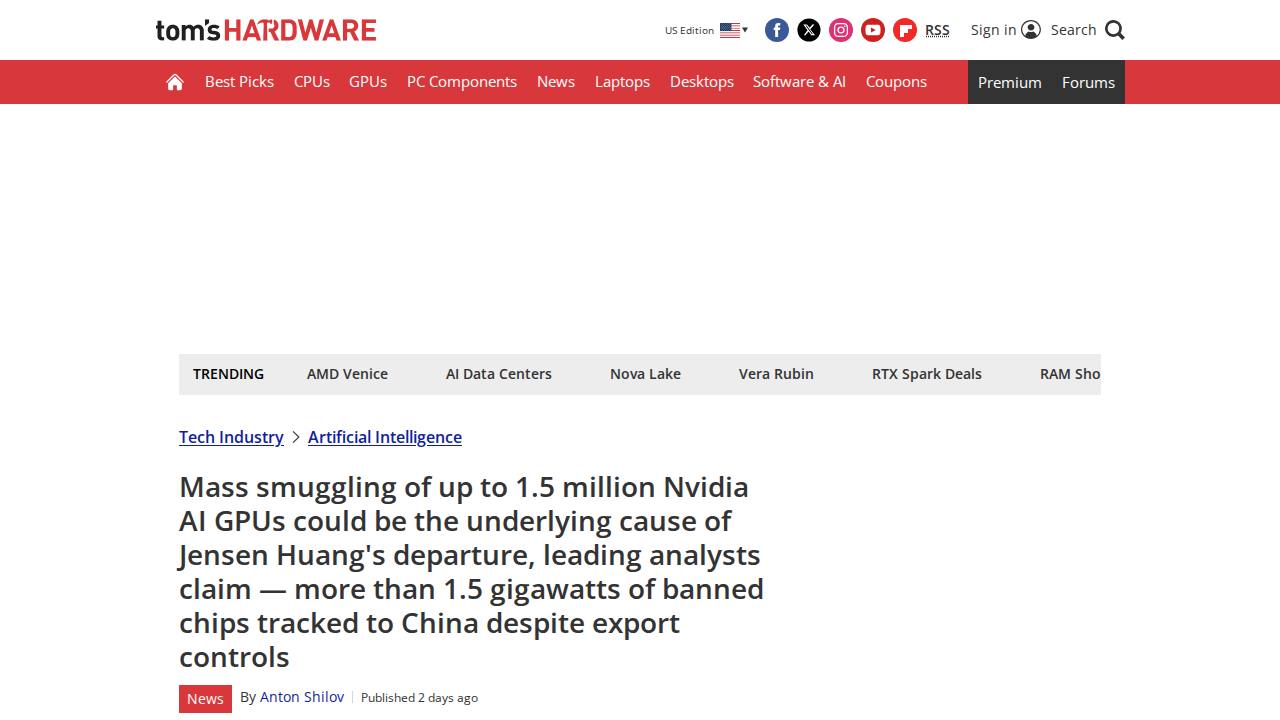 tom's HARDWARE
US Edition
RSS
Sign in
Search
Best Picks
CPUs
GPUs
PC Components
News
Laptops
Desktops
Software & AI
Coupons
Premium
Forums
TRENDING
AMD Venice
AI Data Centers
Nova Lake
Vera Rubin
RTX Spark Deals
RAM Sho
Tech Industry
Artificial Intelligence
Mass smuggling of up to 1.5 million Nvidia
AI GPUs could be the underlying cause of
Jensen Huang's departure, leading analysts
claim — more than 1.5 gigawatts of banned
chips tracked to China despite export
controls
News
By Anton Shilov
Published 2 days ago